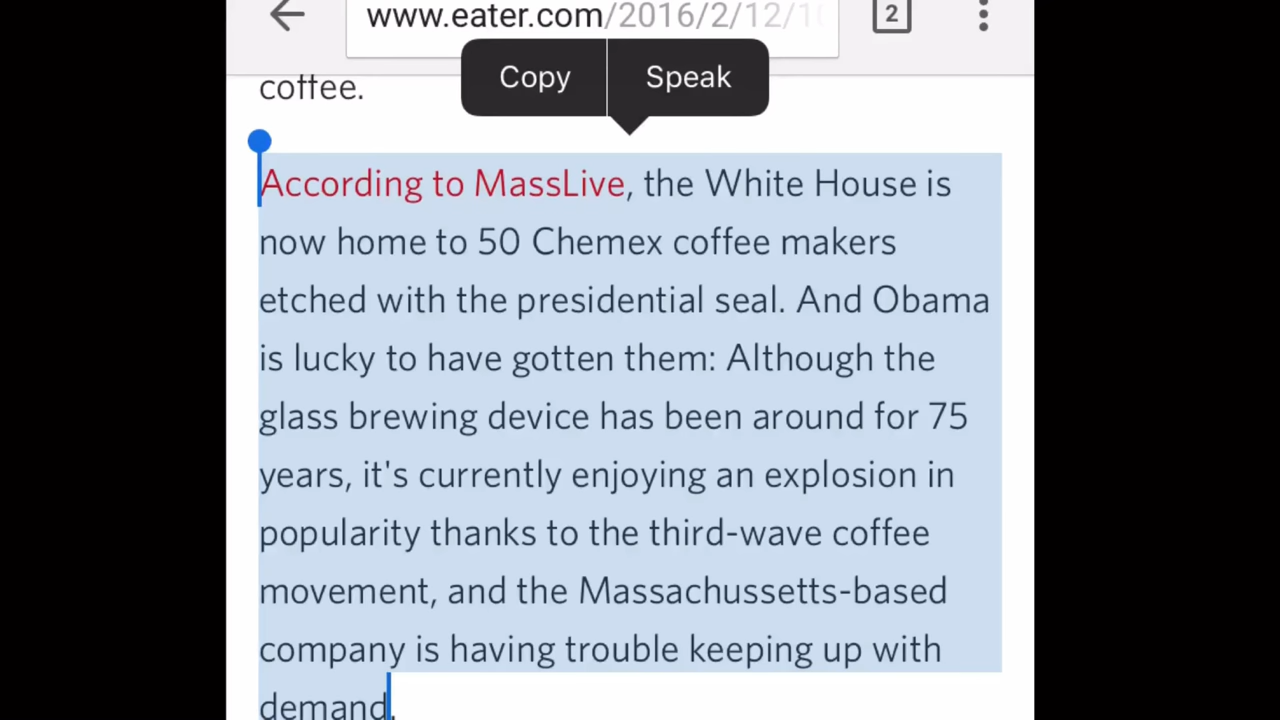 www.eater.com/2016/2/12/1
2
Copy
Speak
coffee.
According to MassLive, the White House is
now home to 50 Chemex coffee makers
etched with the presidential seal. And Obama
is lucky to have gotten them: Although the
glass brewing device has been around for 75
years, it's currently enjoying an explosion in
popularity thanks to the third-wave coffee
movement, and the Massachussetts-based
company is having trouble keeping up with
demand.